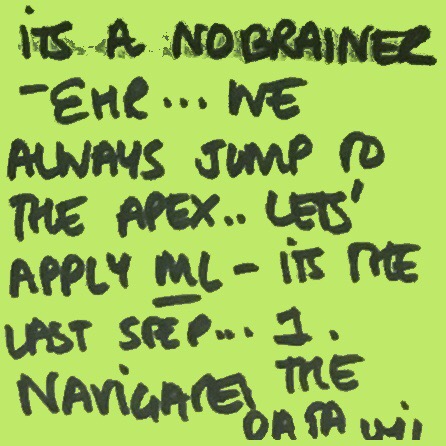 ITS A NOBRAINER
- EHR... WE
ALWAYS JUMP TO
THE APEX.. LETS'
APPLY ML - ITS THE
LAST STEP... 1.
NAVIGATE THE
DATA